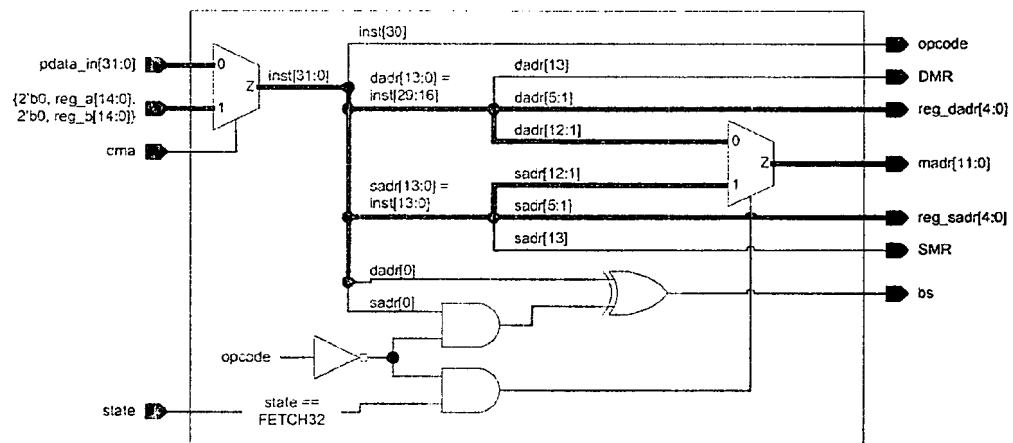 inst[30]
opcode
pdata_in[31:0]
0
inst[31:0]
dadr[13:0] =
inst[29:16]
dadr[13]
DMR
Z
{2'b0, reg_a[14:0],
2'b0, reg_b[14:0]}
1
dadr[5:1]
reg_dadr[4:0]
dadr[12:1]
0
cma
Z
madr[11:0]
sadr[12:1]
1
sadr[13:0] =
inst[13:0]
sadr[5:1]
reg_sadr[4:0]
sadr[13]
SMR
dadr[0]
bs
sadr[0]
opcode
state
state ==
FETCH32